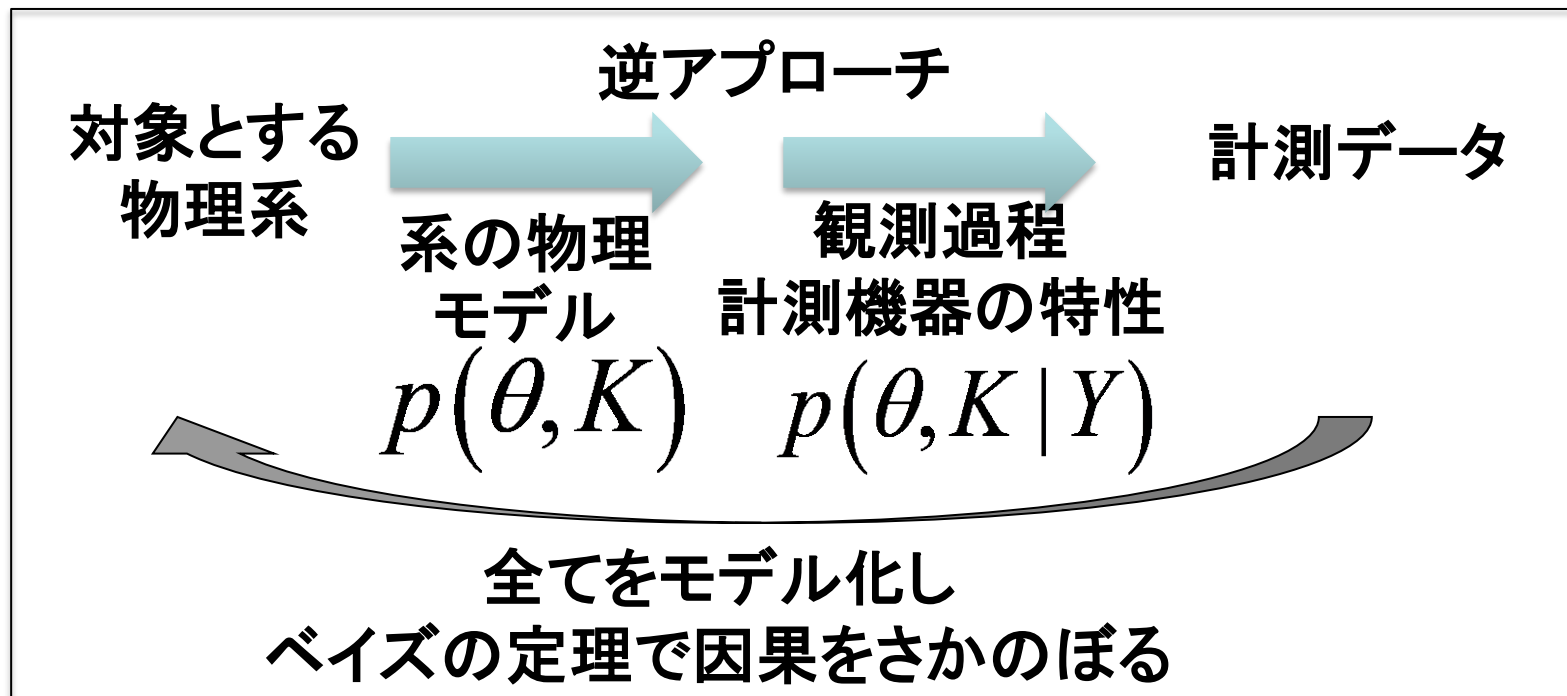 逆アプローチ
対象とする
物理系
計測データ
系の物理
モデル
p(θ,K)
観測過程
計測機器の特性
p(θ,K|Y)
全てをモデル化し
ベイズの定理で因果をさかのぼる